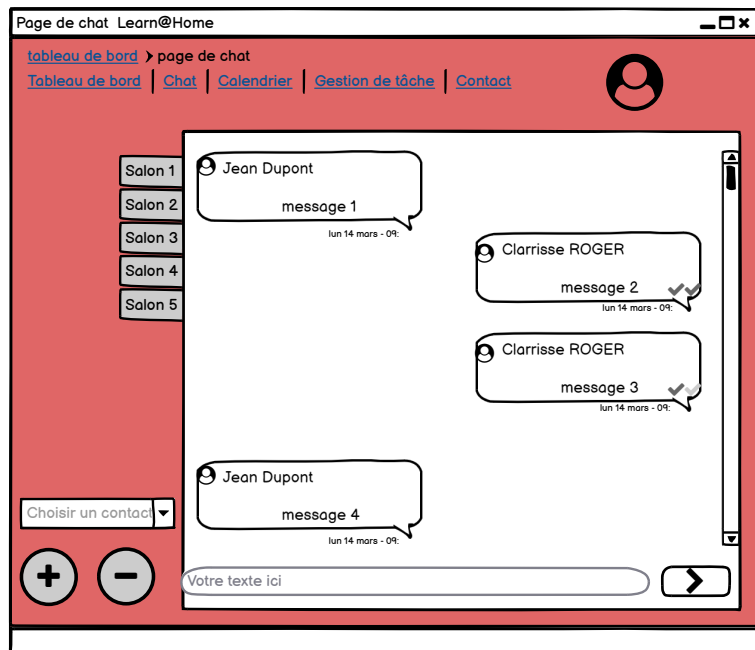 Page de chat Learn@Home
tableau de bord > page de chat
Tableau de bord | Chat | Calendrier | Gestion de tâche | Contact
Salon 1
Salon 2
Salon 3
Salon 4
Salon 5
Jean Dupont
message 1
lun 14 mars - 09:
Clarrisse ROGER
message 2
lun 14 mars - 09:
Clarrisse ROGER
message 3
lun 14 mars - 09:
Jean Dupont
message 4
lun 14 mars - 09:
Choisir un contact
Votre texte ici